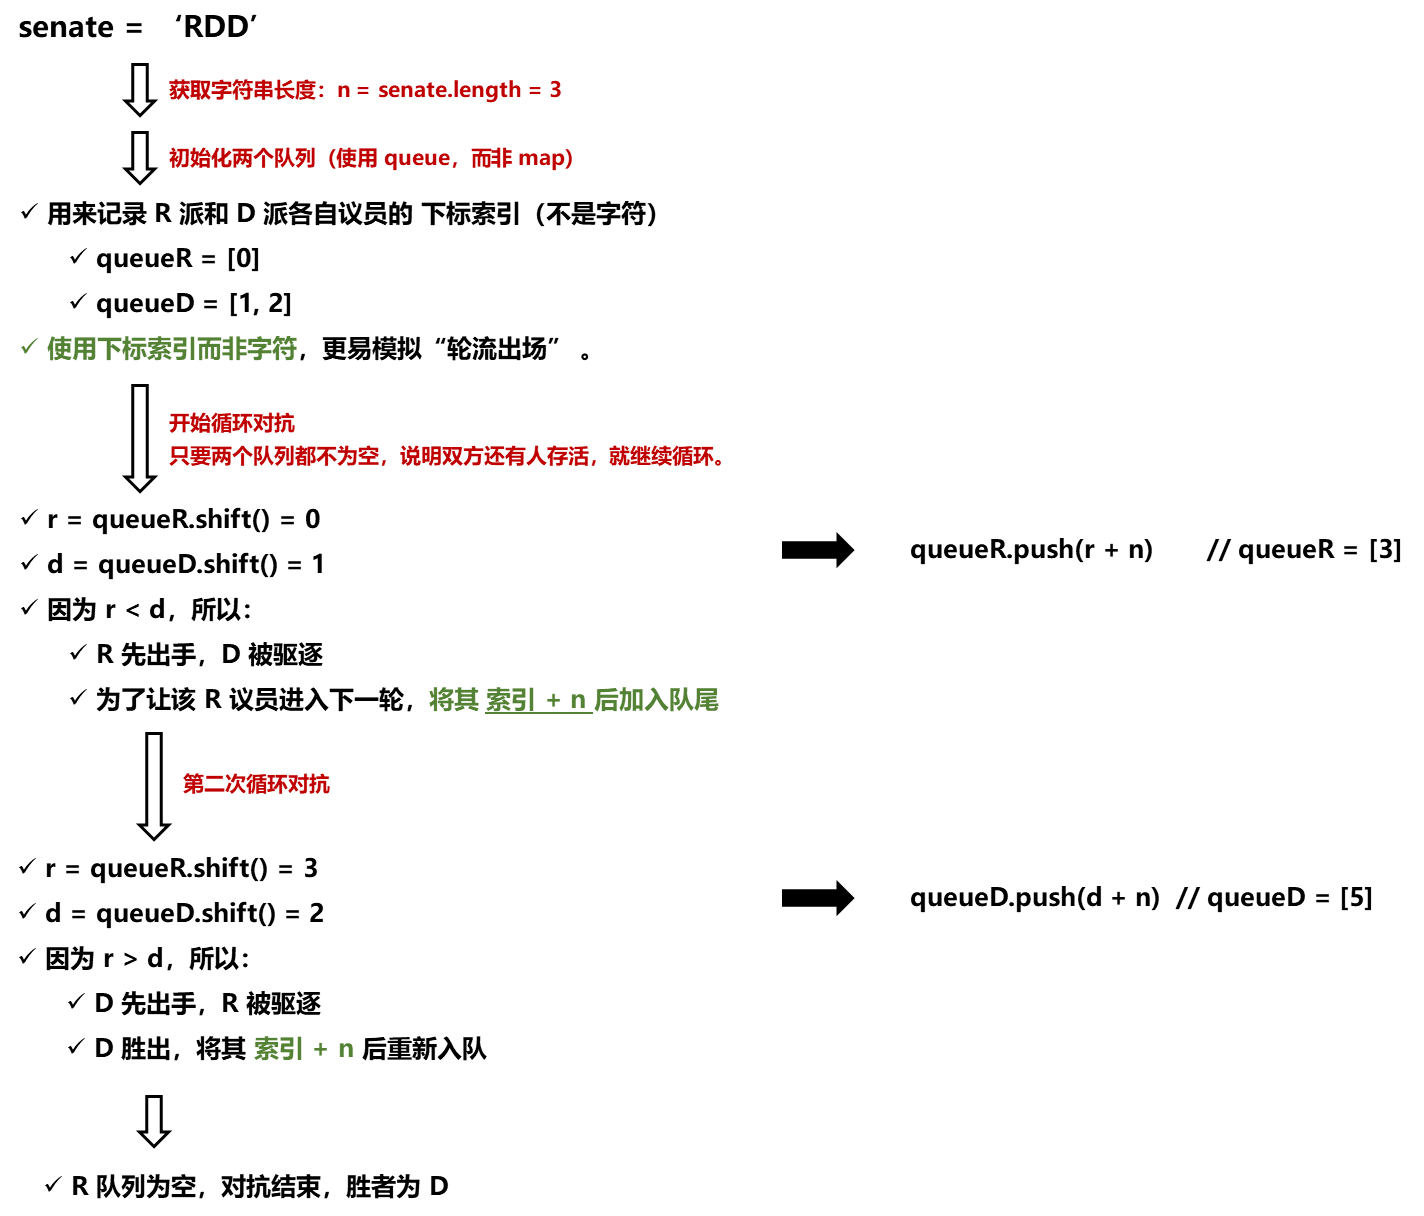 senate = ‘RDD’
获取字符串长度：n = senate.length = 3
初始化两个队列（使用 queue，而非 map）
✓ 用来记录 R 派和 D 派各自议员的 下标索引（不是字符）
✓ queueR = [0]
✓ queueD = [1, 2]
✓ 使用下标索引而非字符，更易模拟“轮流出场” 。
开始循环对抗
只要两个队列都不为空，说明双方还有人存活，就继续循环。
✓ r = queueR.shift() = 0
✓ d = queueD.shift() = 1
queueR.push(r + n) // queueR = [3]
✓ 因为 r < d，所以：
✓ R 先出手，D 被驱逐
✓ 为了让该 R 议员进入下一轮，将其 索引 + n 后加入队尾
第二次循环对抗
✓ r = queueR.shift() = 3
✓ d = queueD.shift() = 2
queueD.push(d + n) // queueD = [5]
✓ 因为 r > d，所以：
✓ D 先出手，R 被驱逐
✓ D 胜出，将其 索引 + n 后重新入队
✓ R 队列为空，对抗结束，胜者为 D